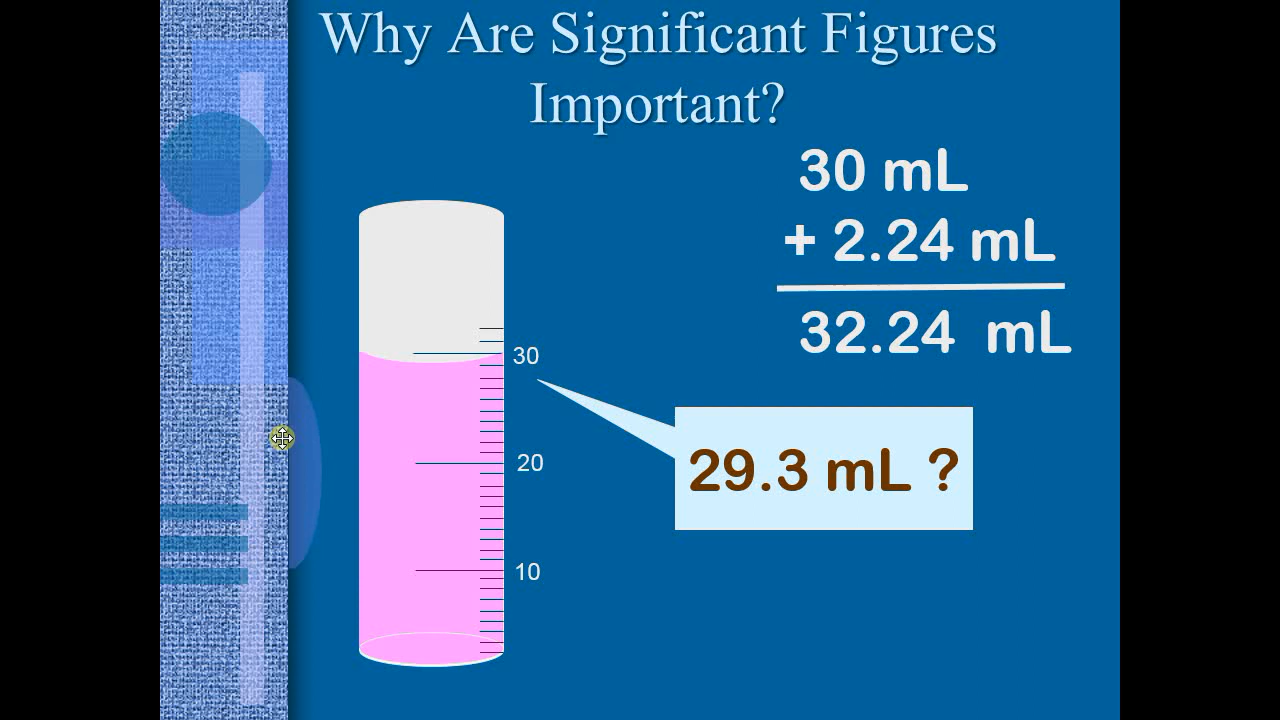 Why Are Significant Figures
Important?
30 mL
+ 2.24 mL
32.24 mL
30
29.3 mL ?
20
10